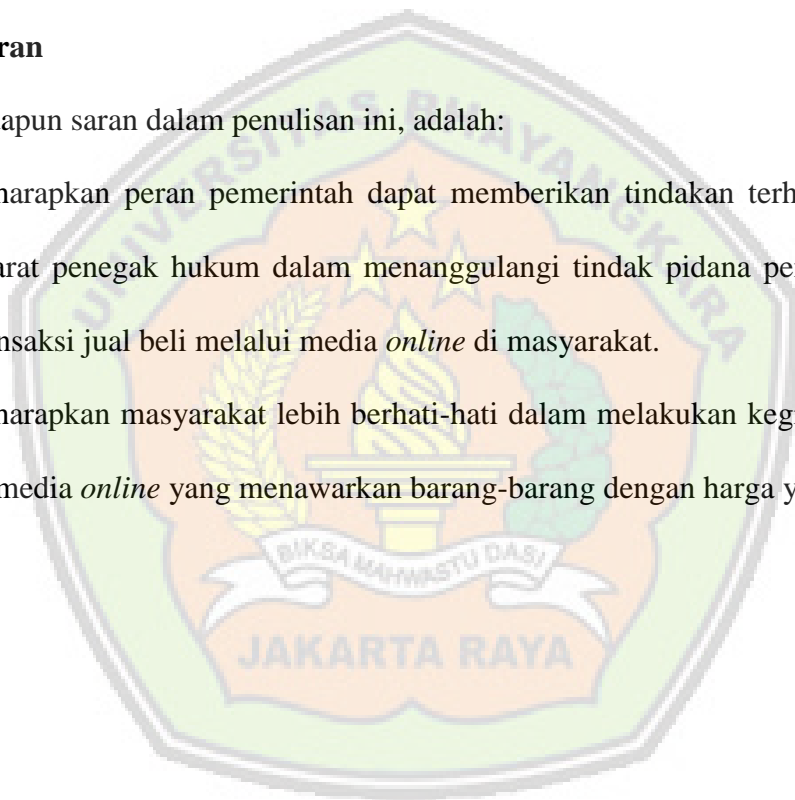 ran
apun saran dalam penulisan ini, adalah:
harapkan peran pemerintah dapat memberikan tindakan terh
arat penegak hukum dalam menanggulangi tindak pidana pe
nsaksi jual beli melalui media online di masyarakat.
harapkan masyarakat lebih berhati-hati dalam melakukan keg
media online yang menawarkan barang-barang dengan harga y
UNIVERSITAS BHAYANGKARA
BIKSA MAHWASTU DASI
JAKARTA RAYA